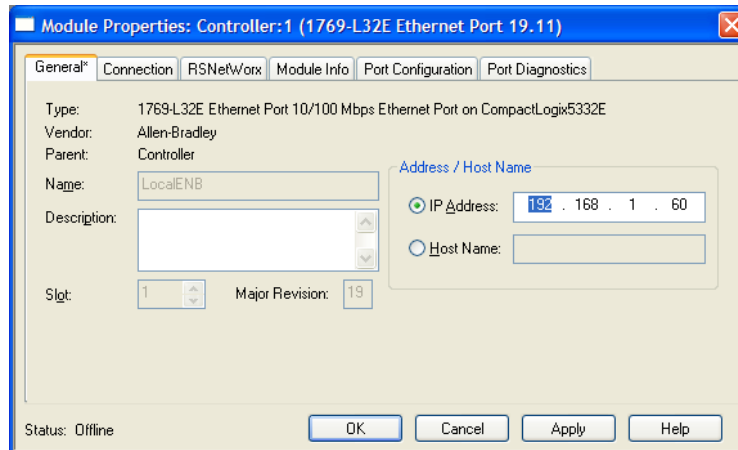 Module Properties: Controller:1 (1769-L32E Ethernet Port 19.11)
General* Connection RSNetWorx Module Info Port Configuration Port Diagnostics
Type: 1769-L32E Ethernet Port 10/100 Mbps Ethernet Port on CompactLogix5332E
Vendor: Allen-Bradley
Parent: Controller
Name: LocalENB
Description:
Slot: 1 Major Revision: 19
Address / Host Name
IP Address: 192 . 168 . 1 . 60
Host Name:
Status: Offline OK Cancel Apply Help